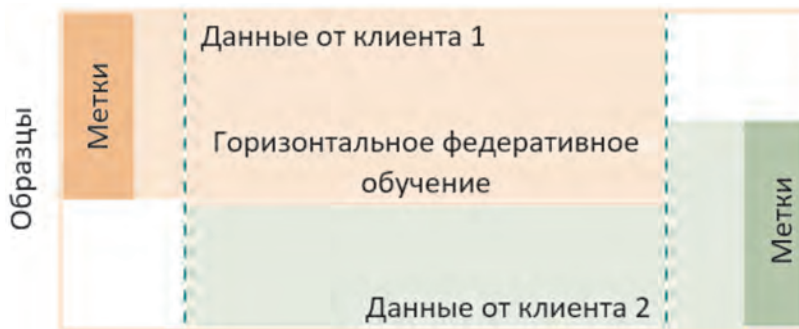 Образцы
Метки
Данные от клиента 1
Горизонтальное федеративное
обучение
Данные от клиента 2
Метки